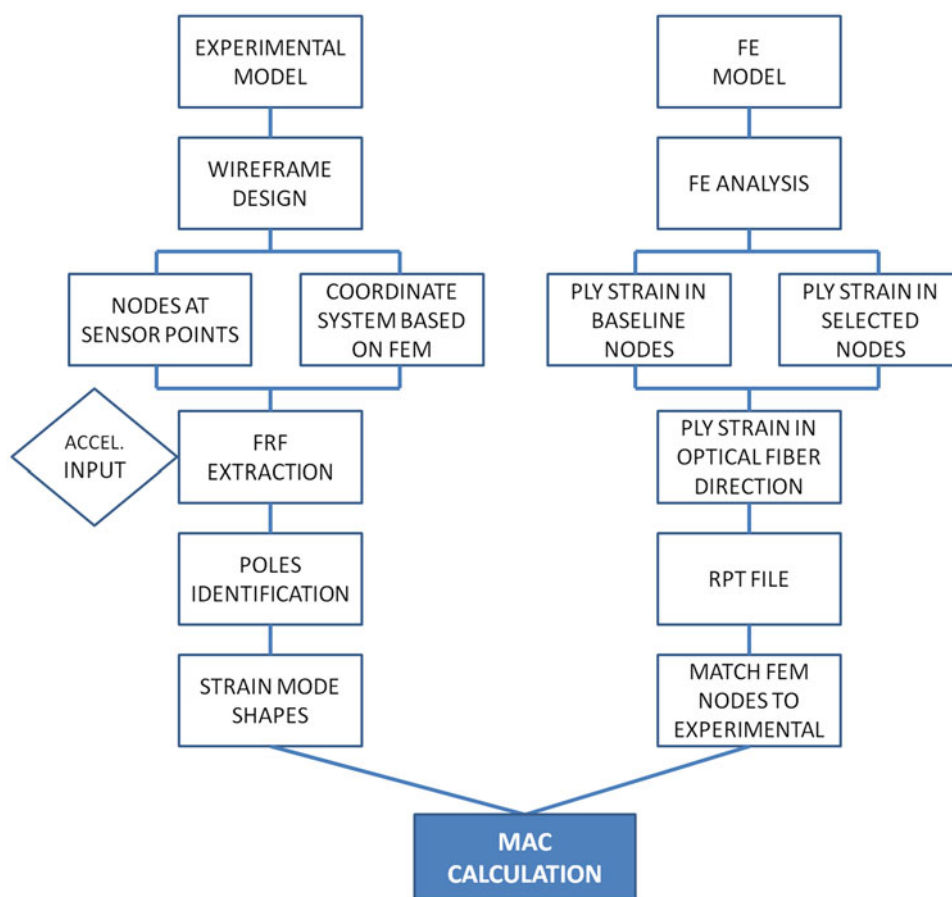 EXPERIMENTAL
MODEL
FE
MODEL
WIREFRAME
DESIGN
FE ANALYSIS
NODES AT
SENSOR POINTS
COORDINATE
SYSTEM BASED
ON FEM
PLY STRAIN IN
BASELINE
NODES
PLY STRAIN IN
SELECTED
NODES
ACCEL.
INPUT
FRF
EXTRACTION
PLY STRAIN IN
OPTICAL FIBER
DIRECTION
POLES
IDENTIFICATION
RPT FILE
STRAIN MODE
SHAPES
MATCH FEM
NODES TO
EXPERIMENTAL
MAC
CALCULATION